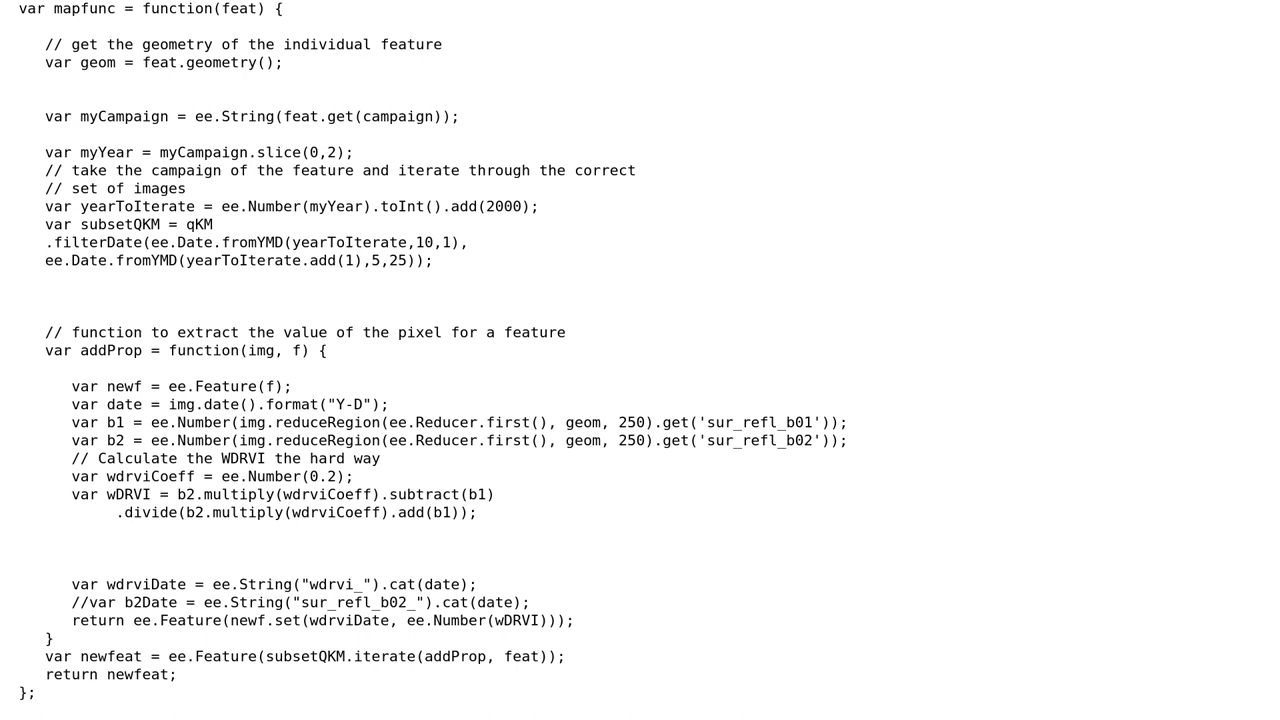 var mapfunc = function(feat) {
// get the geometry of the individual feature
var geom = feat.geometry();
var myCampaign = ee.String(feat.get(campaign));
var myYear = myCampaign.slice(0,2);
// take the campaign of the feature and iterate through the correct
// set of images
var yearToIterate = ee.Number(myYear).toInt().add(2000);
var subsetQKM = qKM
.filterDate(ee.Date.fromYMD(yearToIterate,10,1),
ee.Date.fromYMD(yearToIterate.add(1),5,25));
// function to extract the value of the pixel for a feature
var addProp = function(img, f) {
var newf = ee.Feature(f);
var date = img.date().format("Y-D");
var b1 = ee.Number(img.reduceRegion(ee.Reducer.first(), geom, 250).get('sur_refl_b01'));
var b2 = ee.Number(img.reduceRegion(ee.Reducer.first(), geom, 250).get('sur_refl_b02'));
// Calculate the WDRVI the hard way
var wdrviCoeff = ee.Number(0.2);
var wDRVI = b2.multiply(wdrviCoeff).subtract(b1)
.divide(b2.multiply(wdrviCoeff).add(b1));
var wdrviDate = ee.String("wdrvi_").cat(date);
//var b2Date = ee.String("sur_refl_b02_").cat(date);
return ee.Feature(newf.set(wdrviDate, ee.Number(wDRVI)));
}
var newfeat = ee.Feature(subsetQKM.iterate(addProp, feat));
return newfeat;
};